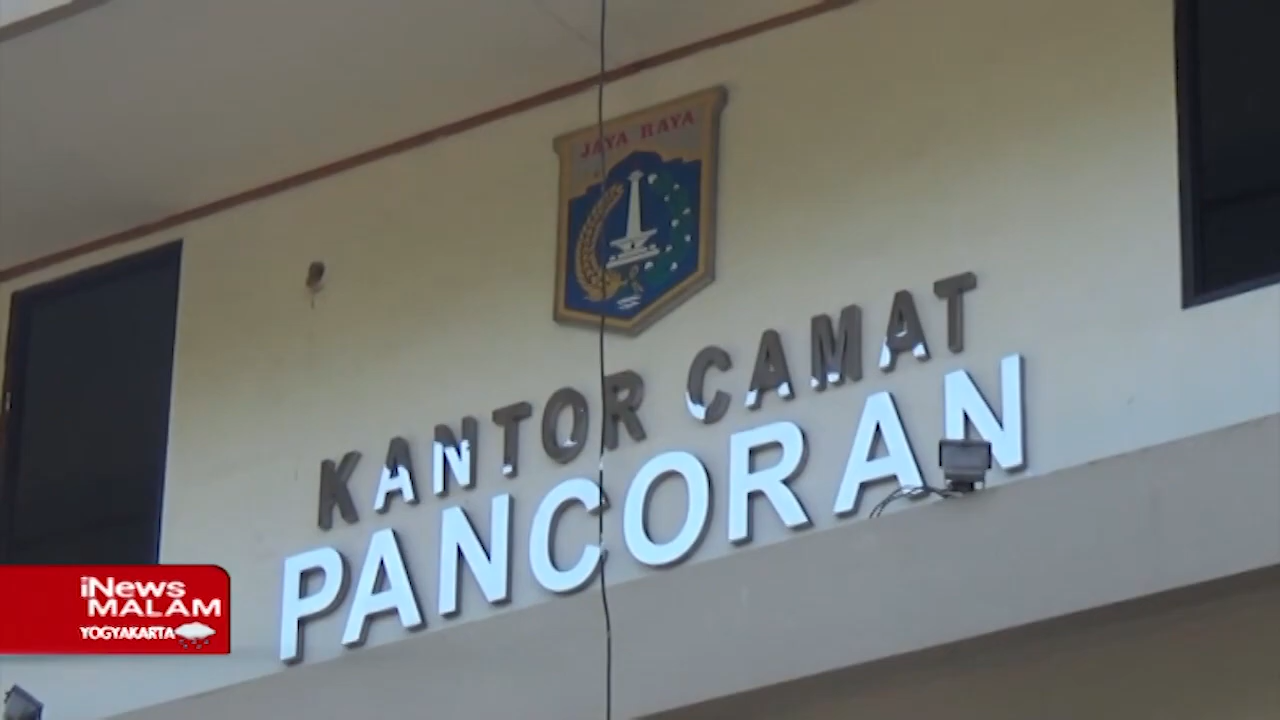 JAYA RAYA
KANTOR CAMAT
PANCORAN
iNews
MALAM
YOGYAKARTA